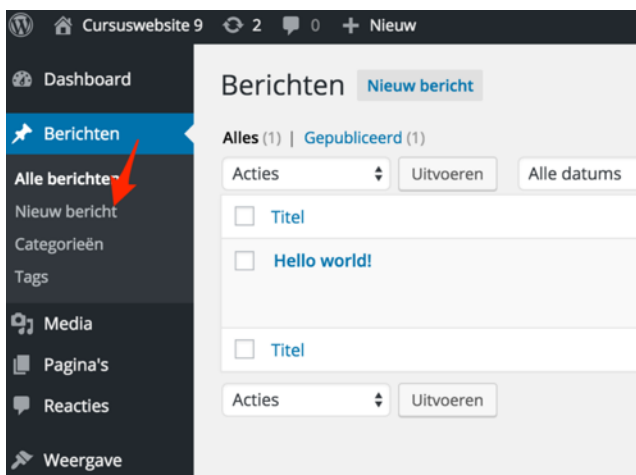 Cursuswebsite 9 2 0 + Nieuw
Dashboard
Berichten
Alle berichten
Nieuw bericht
Categorieën
Tags
Media
Pagina's
Reacties
Weergave
Berichten Nieuw bericht
Alles (1) | Gepubliceerd (1)
Acties Uitvoeren Alle datums
Titel
Hello world!
Titel
Acties Uitvoeren